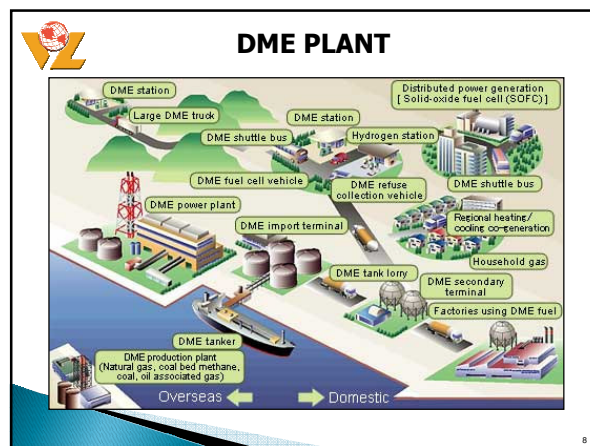 VZ
DME PLANT
DME station
Large DME truck
DME shuttle bus
DME station
Hydrogen station
Distributed power generation
[ Solid-oxide fuel cell (SOFC) ]
DME fuel cell vehicle
DME refuse
collection vehicle
DME shuttle bus
DME power plant
DME import terminal
Regional heating/
cooling co-generation
Household gas
DME tank lorry
DME secondary
terminal
Factories using DME fuel
DME tanker
DME production plant
(Natural gas, coal bed methane,
coal, oil associated gas)
Overseas
Domestic
8